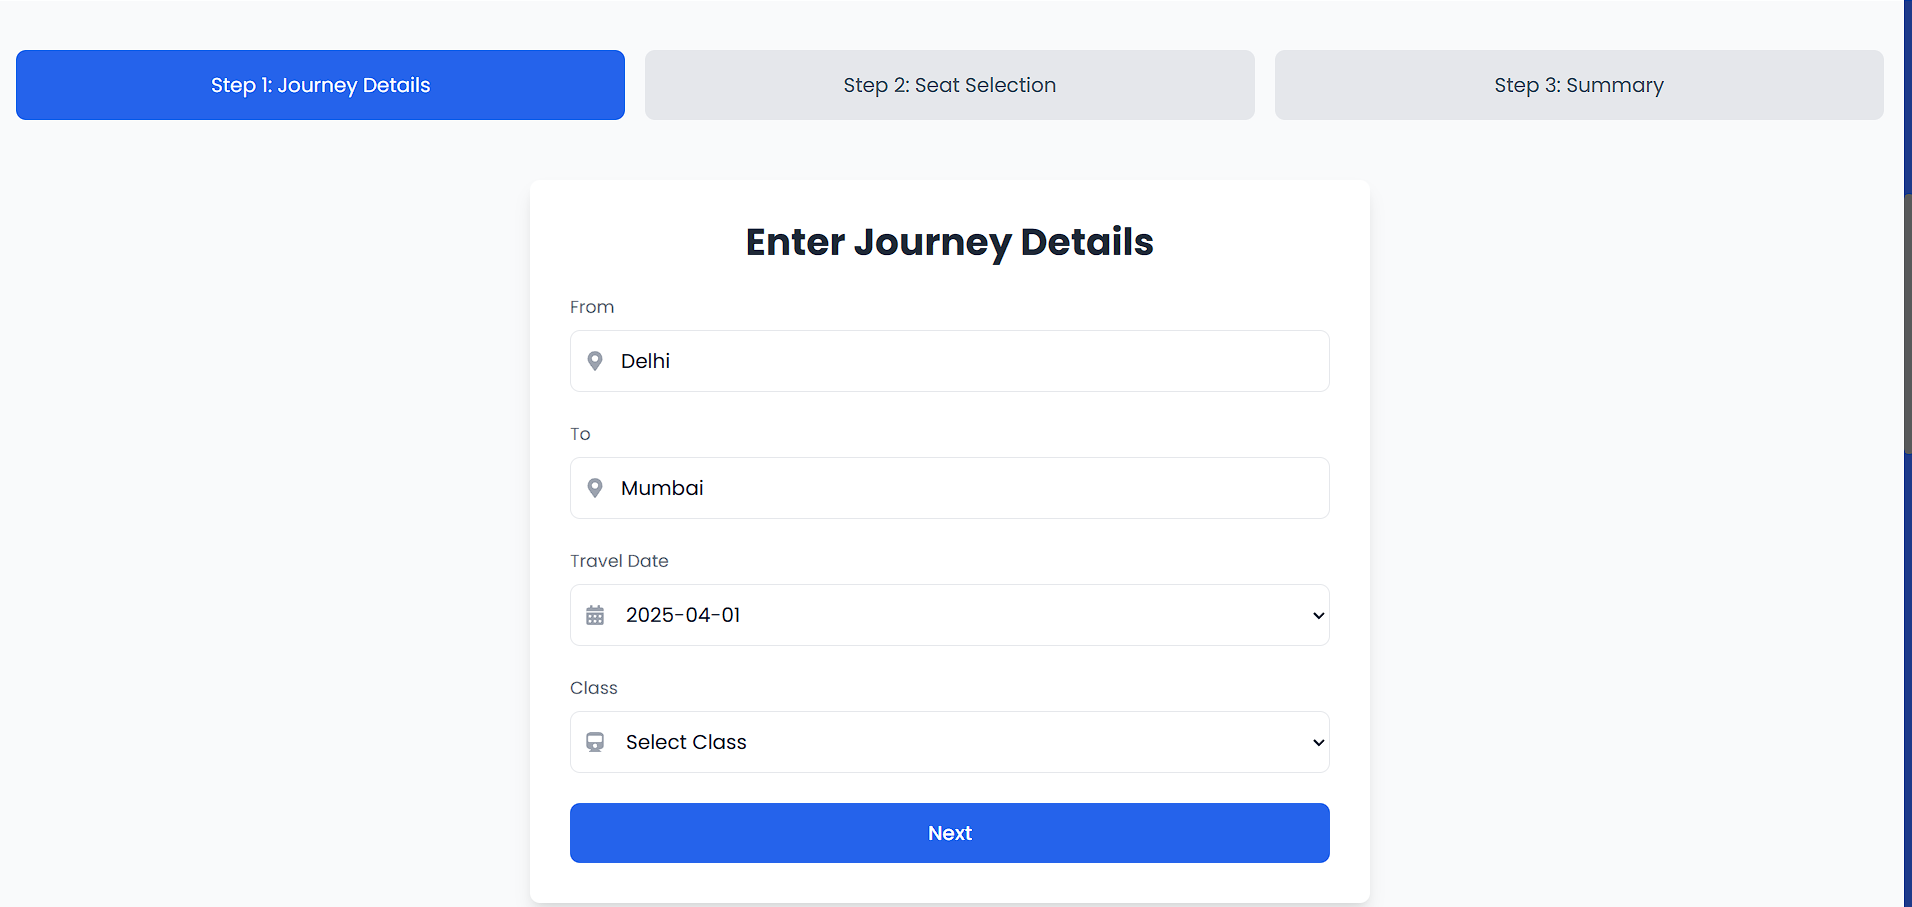 Step 1: Journey Details
Step 2: Seat Selection
Step 3: Summary
Enter Journey Details
From
Delhi
To
Mumbai
Travel Date
2025-04-01
Class
Select Class
Next